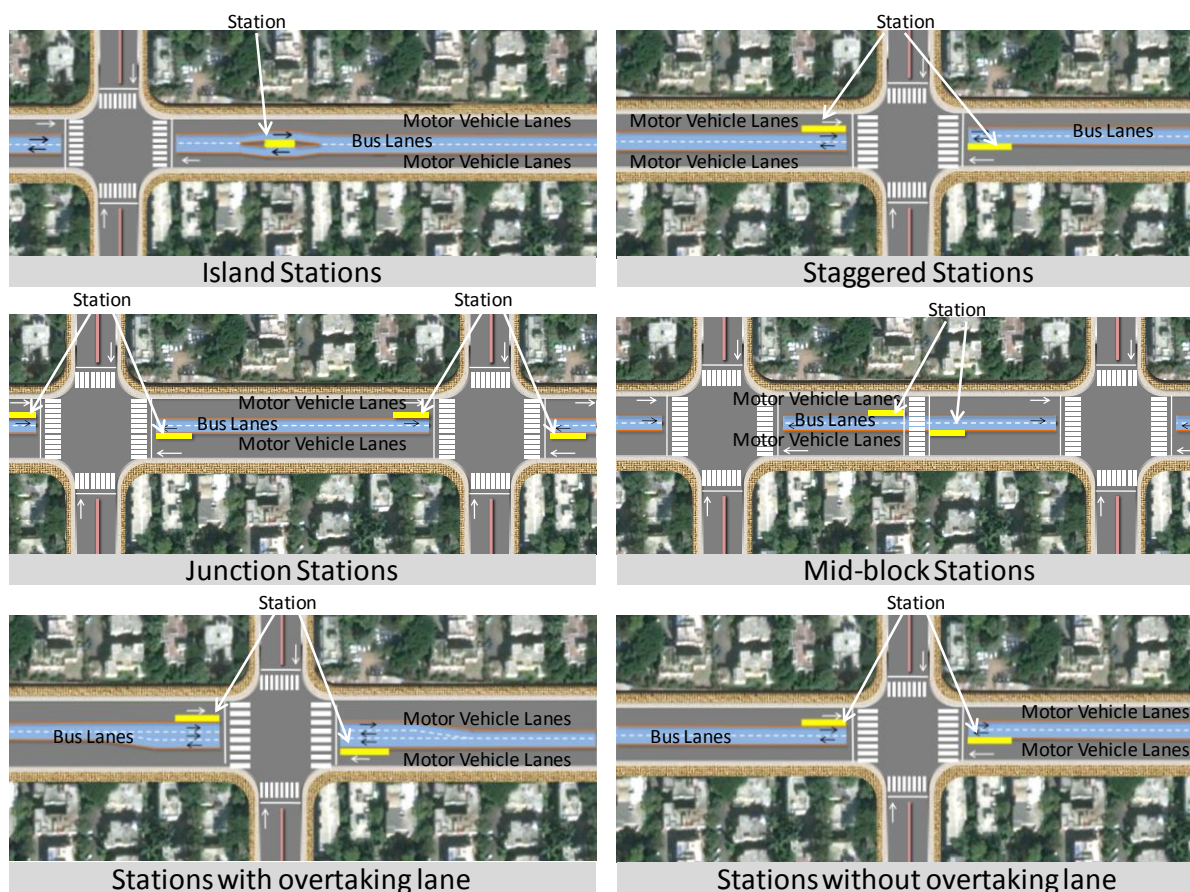 Station
Motor Vehicle Lanes
Bus Lanes
Motor Vehicle Lanes
Island Stations
Station
Motor Vehicle Lanes
Bus Lanes
Motor Vehicle Lanes
Staggered Stations
Station
Station
Motor Vehicle Lanes
Bus Lanes
Motor Vehicle Lanes
Junction Stations
Station
Motor Vehicle Lanes
Bus Lanes
Motor Vehicle Lanes
Mid-block Stations
Station
Motor Vehicle Lanes
Bus Lanes
Motor Vehicle Lanes
Stations with overtaking lane
Station
Motor Vehicle Lanes
Bus Lanes
Motor Vehicle Lanes
Stations without overtaking lane